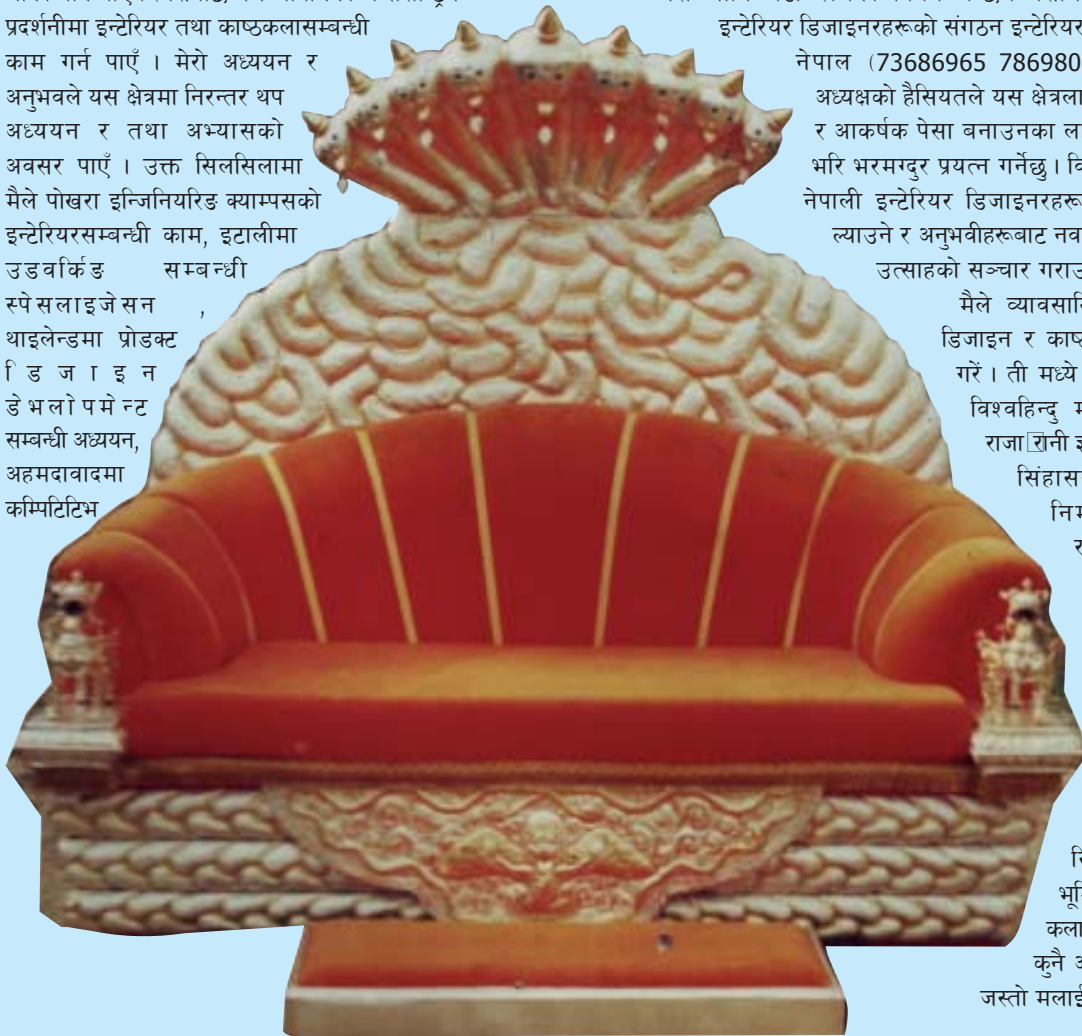 प्रदर्शनीमा इन्टेरियर तथा काष्ठकलासम्बन्धी
काम गर्न पाएँ । मेरो अध्ययन र
अनुभवले यस क्षेत्रमा निरन्तर थप
अध्ययन र तथा अभ्यासको
अवसर पाएँ । उक्त सिलसिलामा
मैले पोखरा इन्जिनियरिङ क्याम्पसको
इन्टेरियरसम्बन्धी काम, इटालीमा
उडवर्किङ सम्बन्धी
स्पेसलाइजेसन ,
थाइलेन्डमा प्रोडक्ट
डिजाइन
डेभलोपमेन्ट
सम्बन्धी अध्ययन,
अहमदावादमा
कम्पिटिटिभ
इन्टेरियर डिजाइनरहरूको संगठन इन्टेरियर
नेपाल (73686965 786980
अध्यक्षको हैसियतले यस क्षेत्रला
र आकर्षक पेसा बनाउनका ला
भरि भरमग्दुर प्रयत्न गर्नेछु ।
नेपाली इन्टेरियर डिजाइनरहरू
ल्याउने र अनुभवीहरूबाट नव
उत्साहको सञ्चार गराउ
मैले व्यावसायि
डिजाइन र काष्ठ
गरें । ती मध्ये
विश्वहिन्दु म
राजा रानी इ
सिंहास
निम
र
भूमि
कला
कुनै अ
जस्तो मलाई